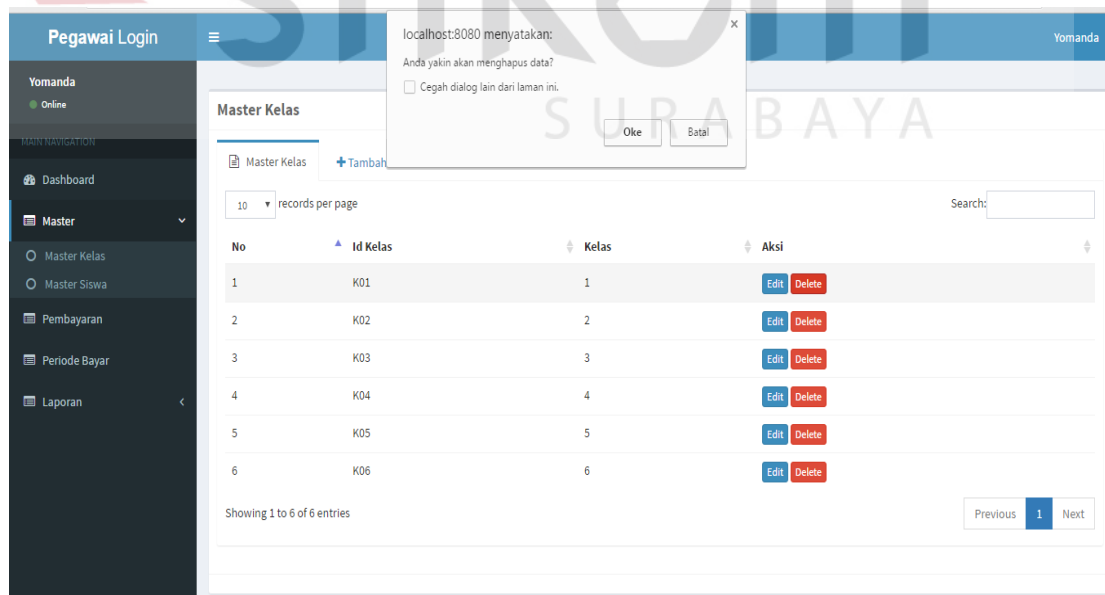 Pegawai Login
Yomanda
Yomanda
Online
MAIN NAVIGATION
Dashboard
Master
Master Kelas
Master Siswa
Pembayaran
Periode Bayar
Laporan
localhost:8080 menyatakan:
Anda yakin akan menghapus data?
Cegah dialog lain dari laman ini.
Oke Batal
SURABAYA
Master Kelas
Master Kelas Tambah
10 records per page Search:
No Id Kelas Kelas Aksi
1 K01 1 Edit Delete
2 K02 2 Edit Delete
3 K03 3 Edit Delete
4 K04 4 Edit Delete
5 K05 5 Edit Delete
6 K06 6 Edit Delete
Showing 1 to 6 of 6 entries Previous 1 Next